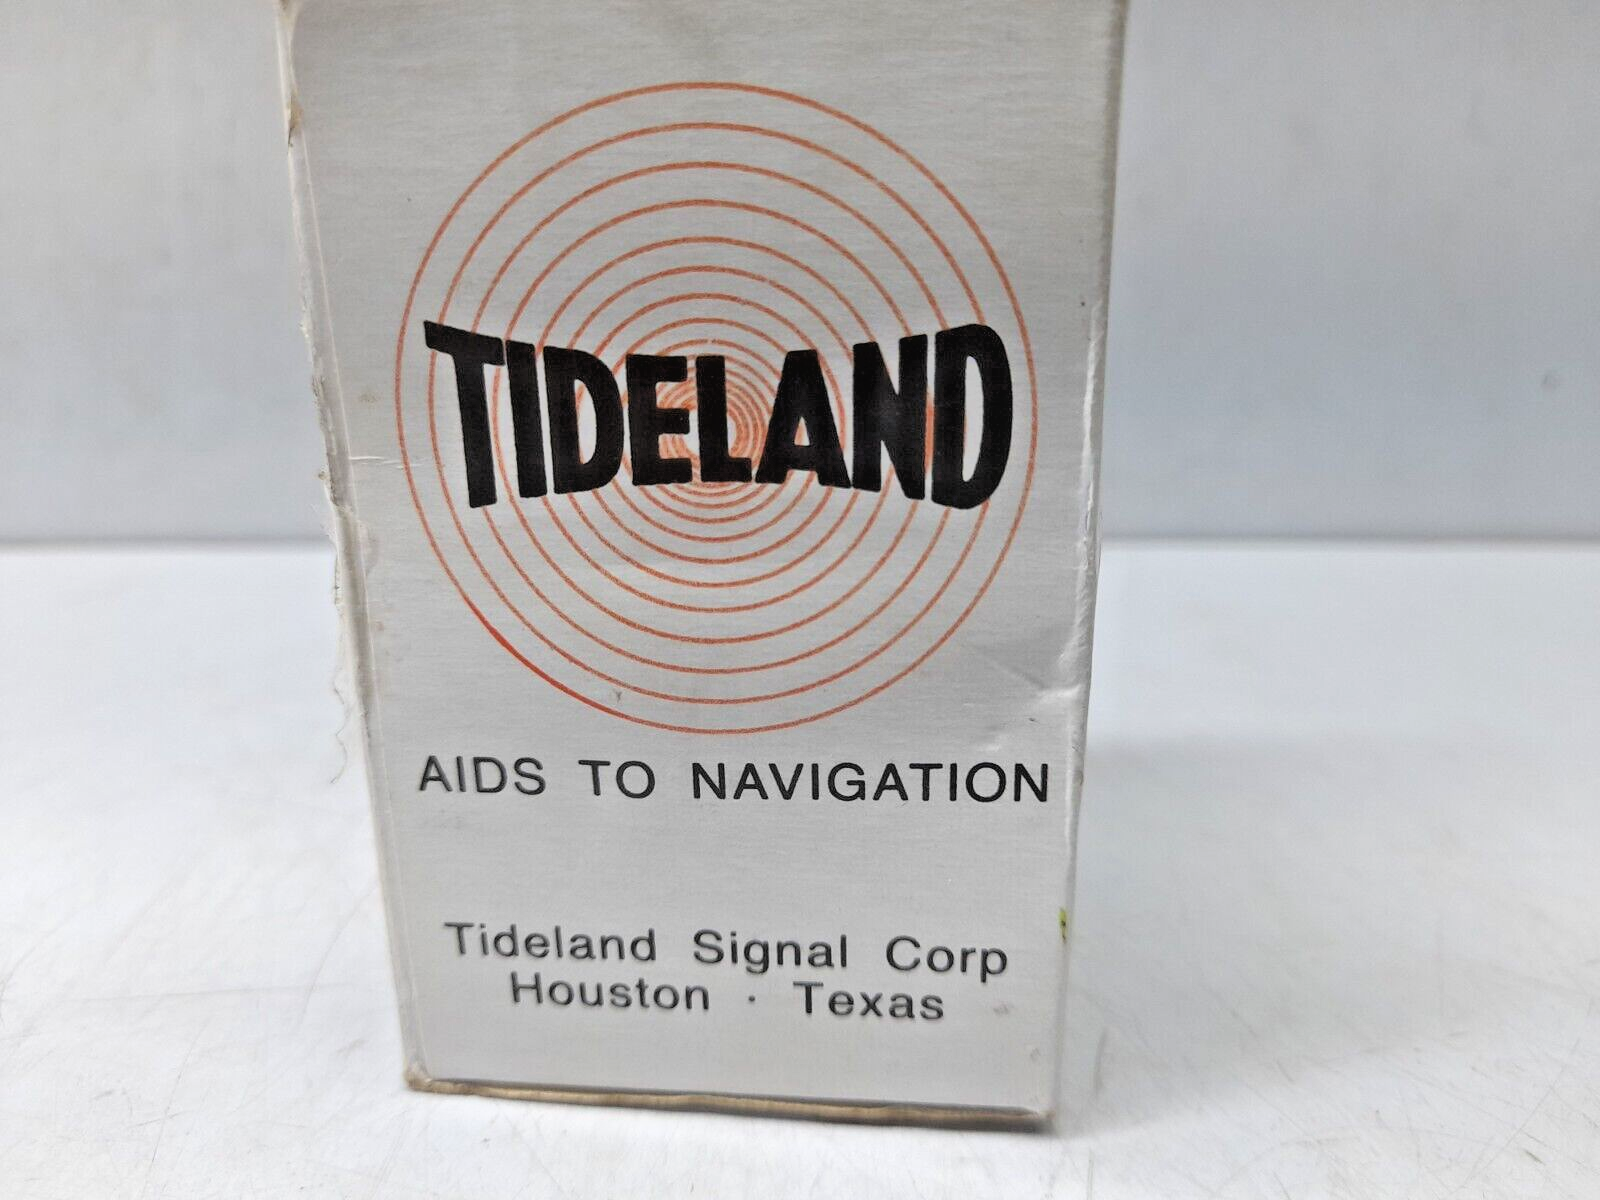 TIDELAND
AIDS TO NAVIGATION
Tideland Signal Corp
Houston · Texas